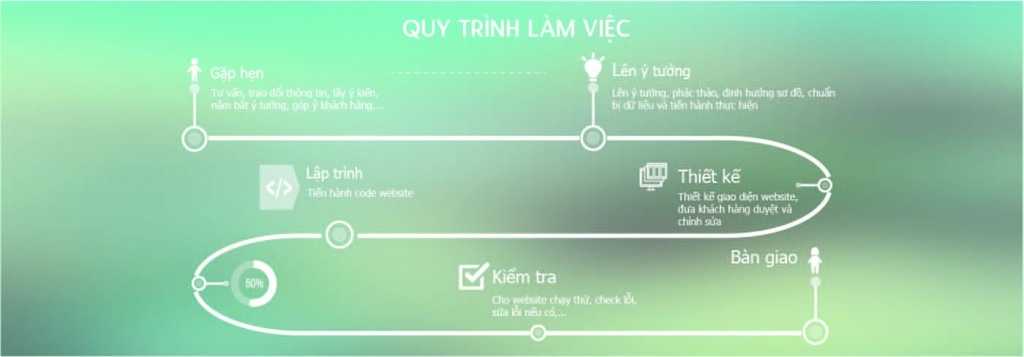 QUY TRÌNH LÀM VIỆC
Gặp hẹn
Tư vấn, trao đổi thông tin, lấy ý kiến,
nắm bắt ý tưởng, góp ý khách hàng,...
Lên ý tưởng
Lên ý tưởng, phác thảo, định hướng sơ đồ, chuẩn
bị dữ liệu và tiến hành thực hiện
Thiết kế
Thiết kế giao diện website,
đưa khách hàng duyệt và
chỉnh sửa
Lập trình
Tiến hành code website
50%
Kiểm tra
Cho website chạy thử, check lỗi,
sữa lỗi nếu có,...
Bàn giao